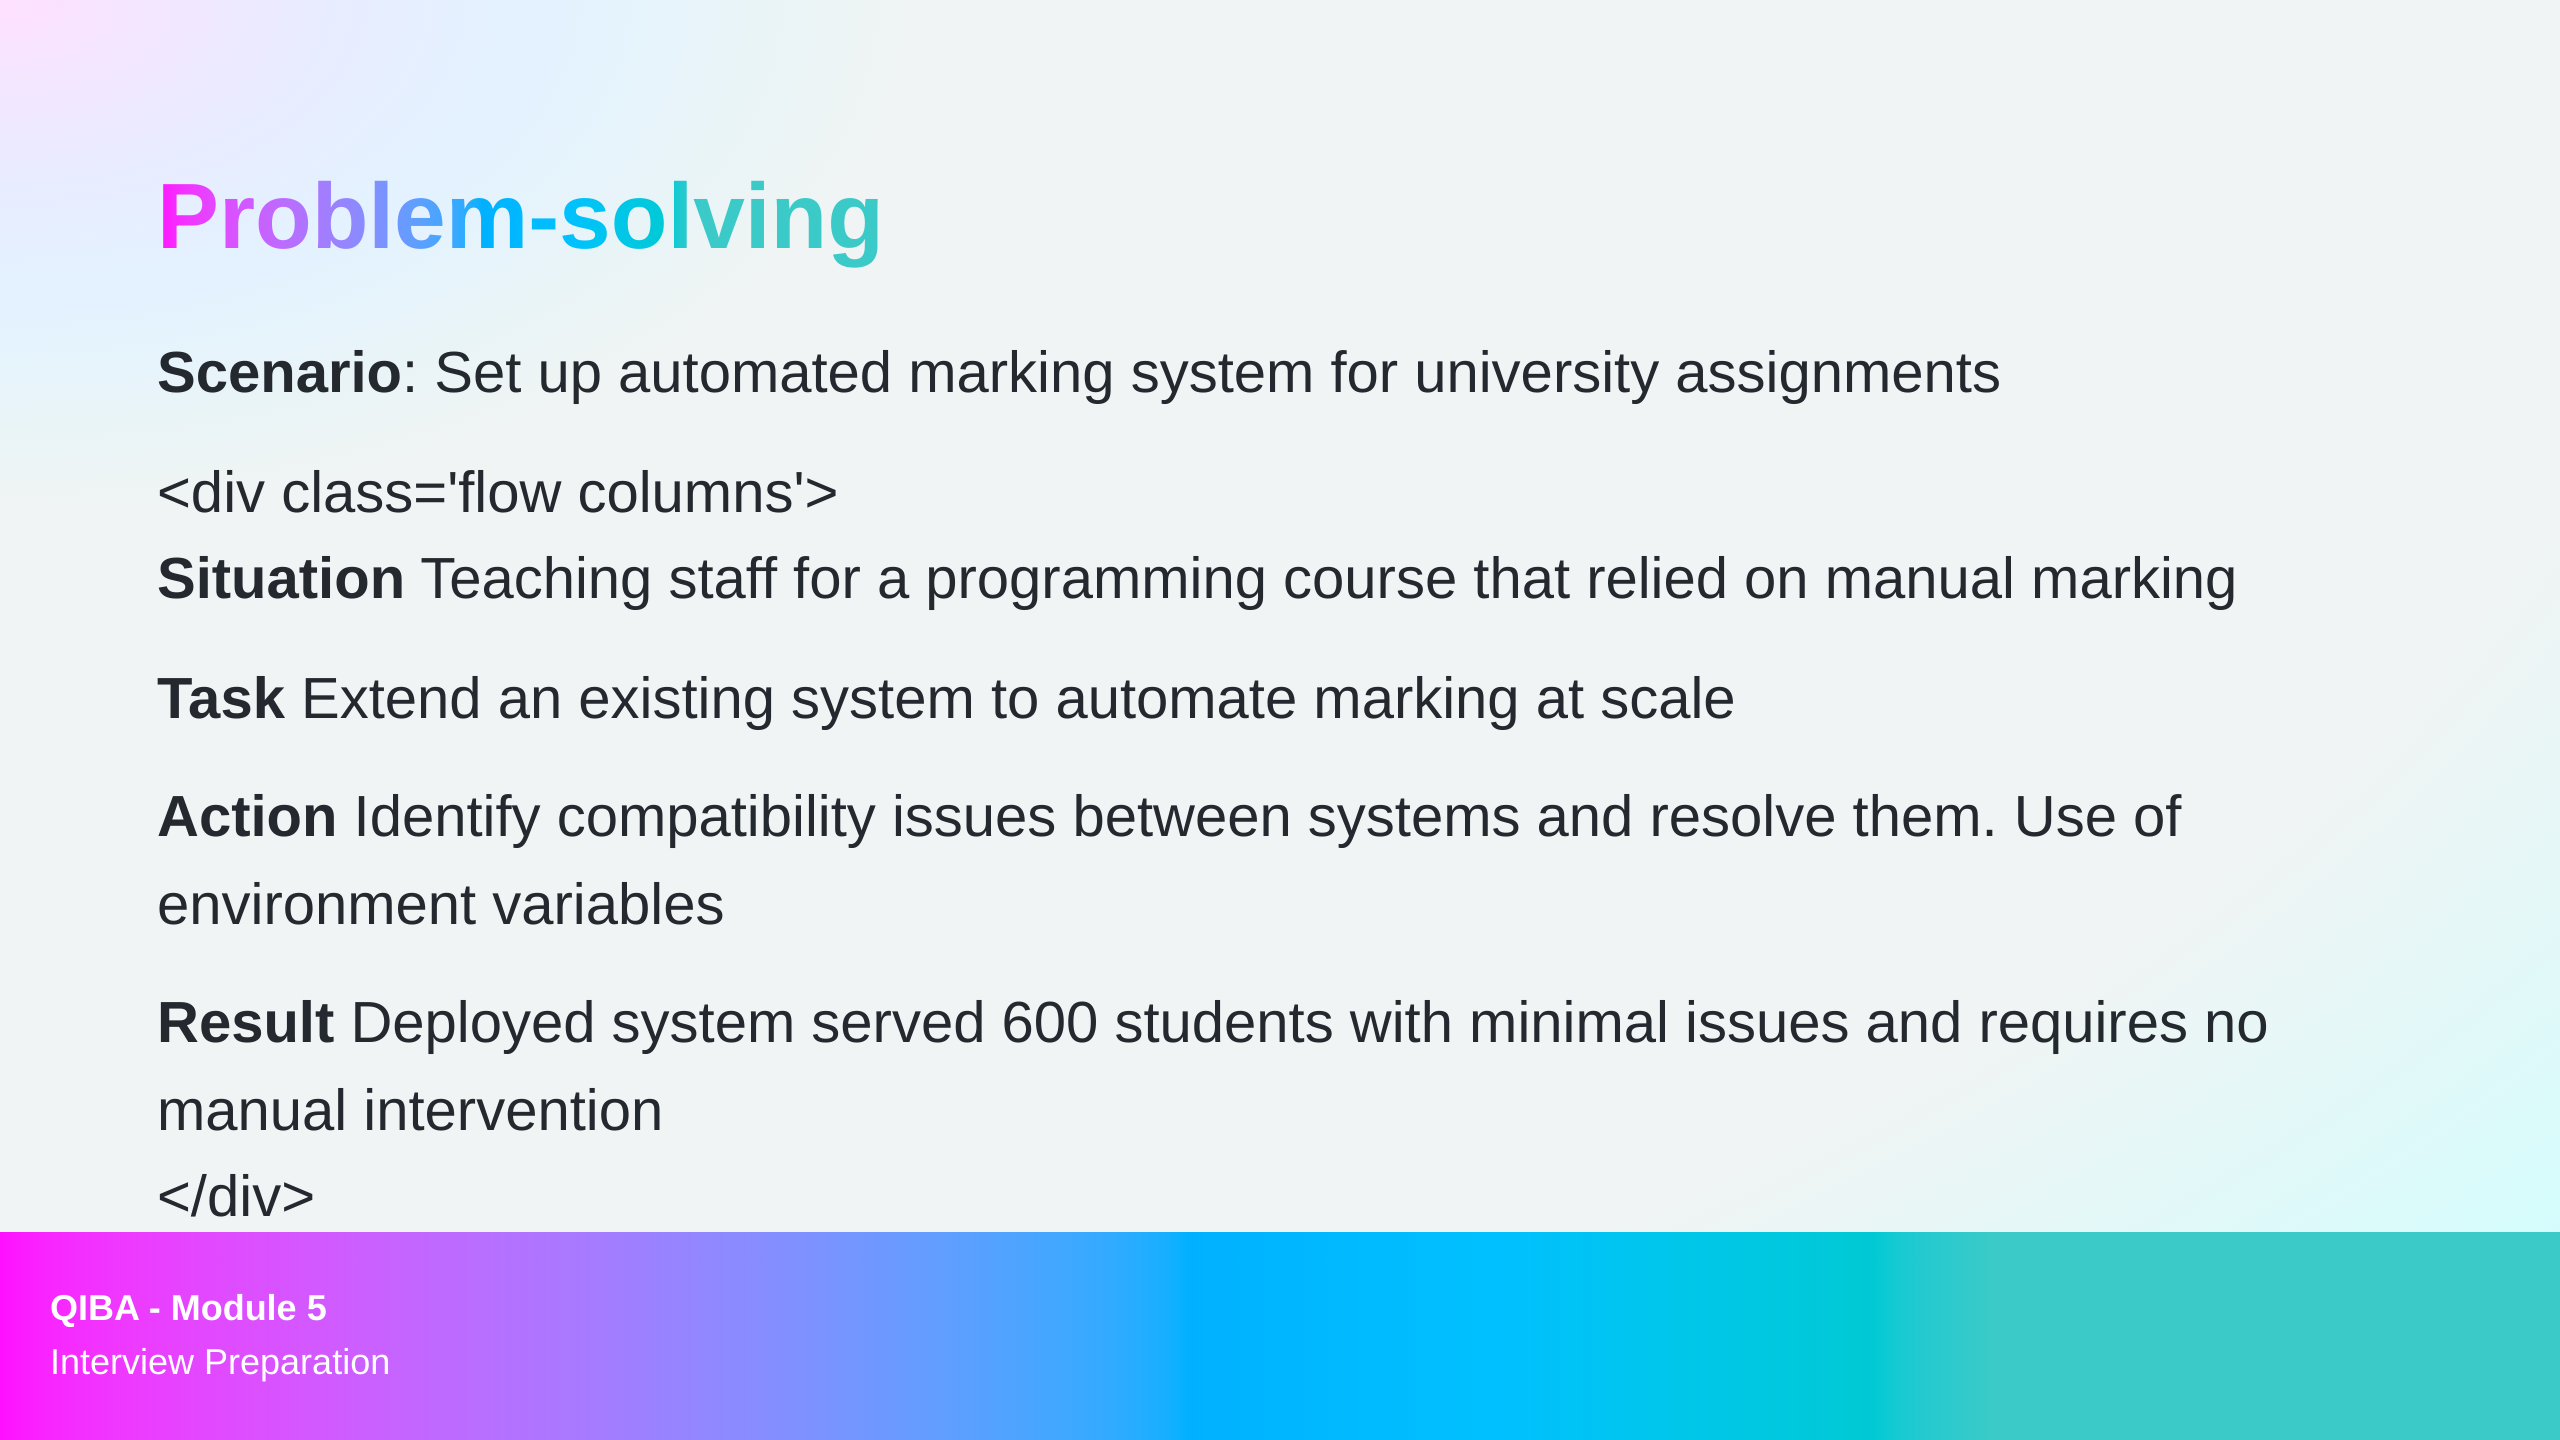 Problem-solving
Scenario: Set up automated marking system for university assignments
<div class='flow columns'>
Situation Teaching staff for a programming course that relied on manual marking
Task Extend an existing system to automate marking at scale
Action Identify compatibility issues between systems and resolve them. Use of
environment variables
Result Deployed system served 600 students with minimal issues and requires no
manual intervention
</div>
QIBA - Module 5
Interview Preparation